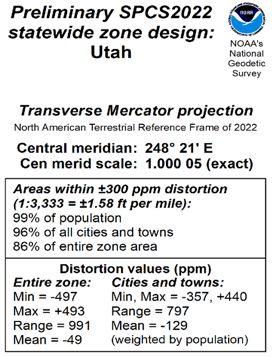 Preliminary SPCS2022
statewide zone design:
Utah
NOAA's
National
Geodetic
Survey
Transverse Mercator projection
North American Terrestrial Reference Frame of 2022
Central meridian: 248° 21' E
Cen merid scale: 1.000 05 (exact)
Areas within ±300 ppm distortion
(1:3,333 = ±1.58 ft per mile):
99% of population
96% of all cities and towns
86% of entire zone area
Distortion values (ppm)
Entire zone: Cities and towns:
Min = -497 Min, Max = -357, +440
Max = +493 Range = 797
Range = 991 Mean = -129
Mean = -49 (weighted by population)